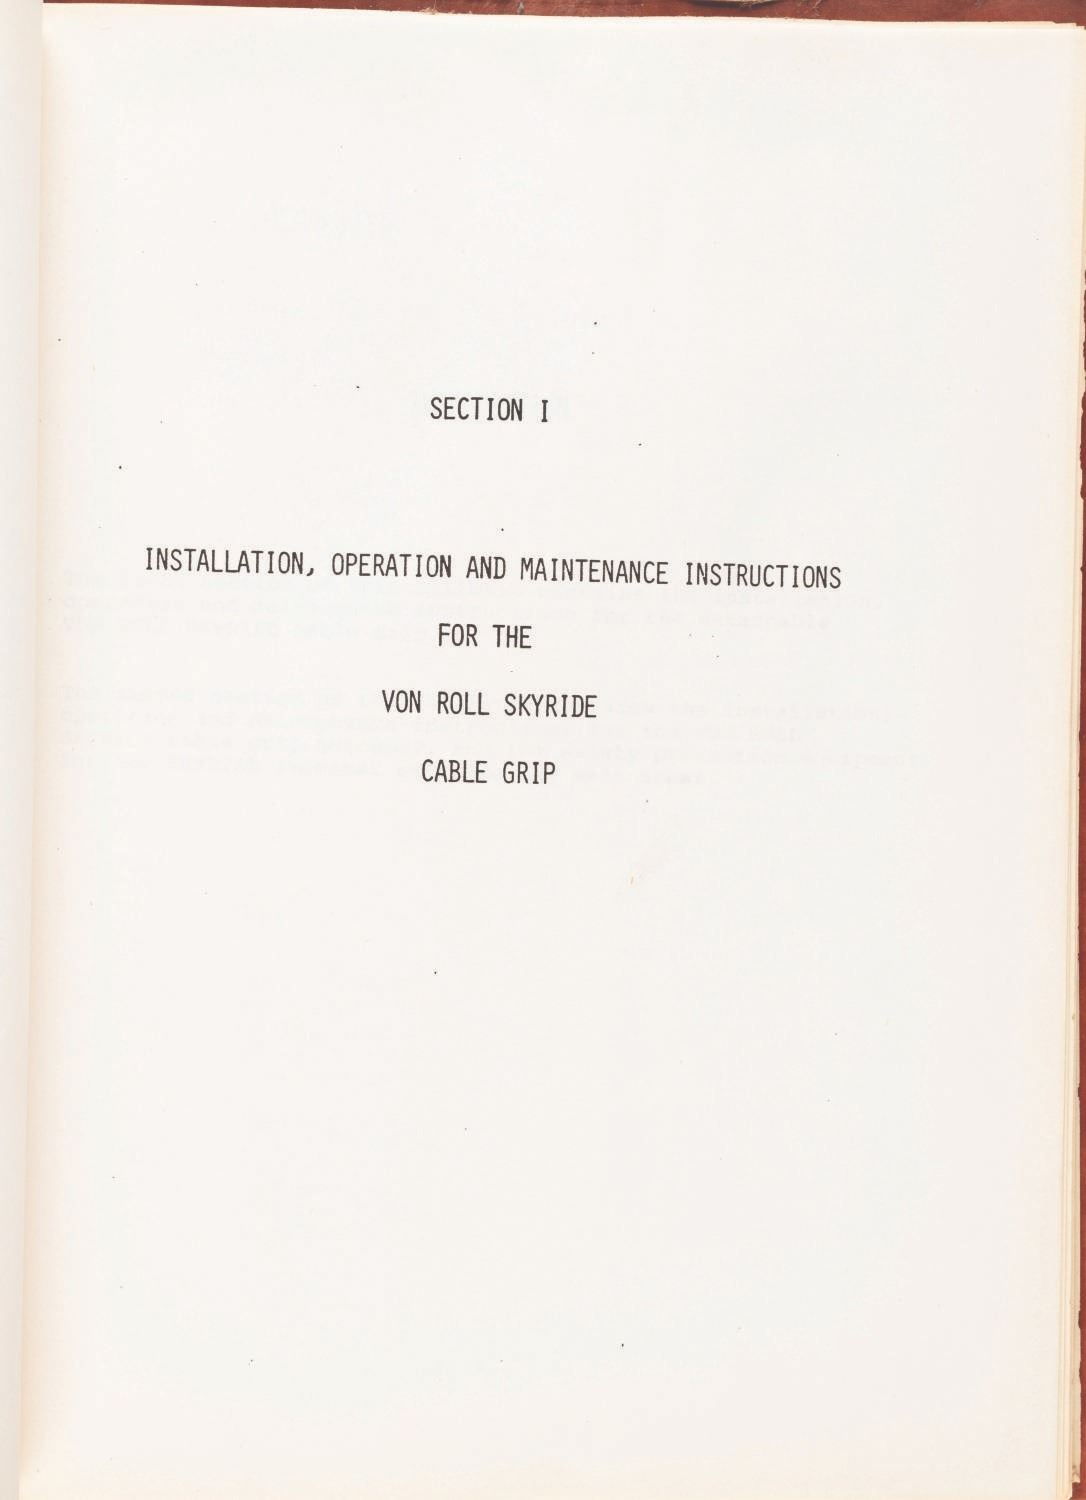 SECTION I
INSTALLATION, OPERATION AND MAINTENANCE INSTRUCTIONS
FOR THE
VON ROLL SKYRIDE
CABLE GRIP